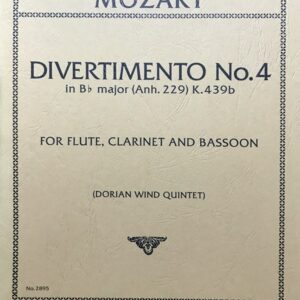 MOZART
DIVERTIMENTO No. 4
in B♭ major (Anh. 229) K.439b
FOR FLUTE, CLARINET AND BASSOON
(DORIAN WIND QUINTET)
No. 2895